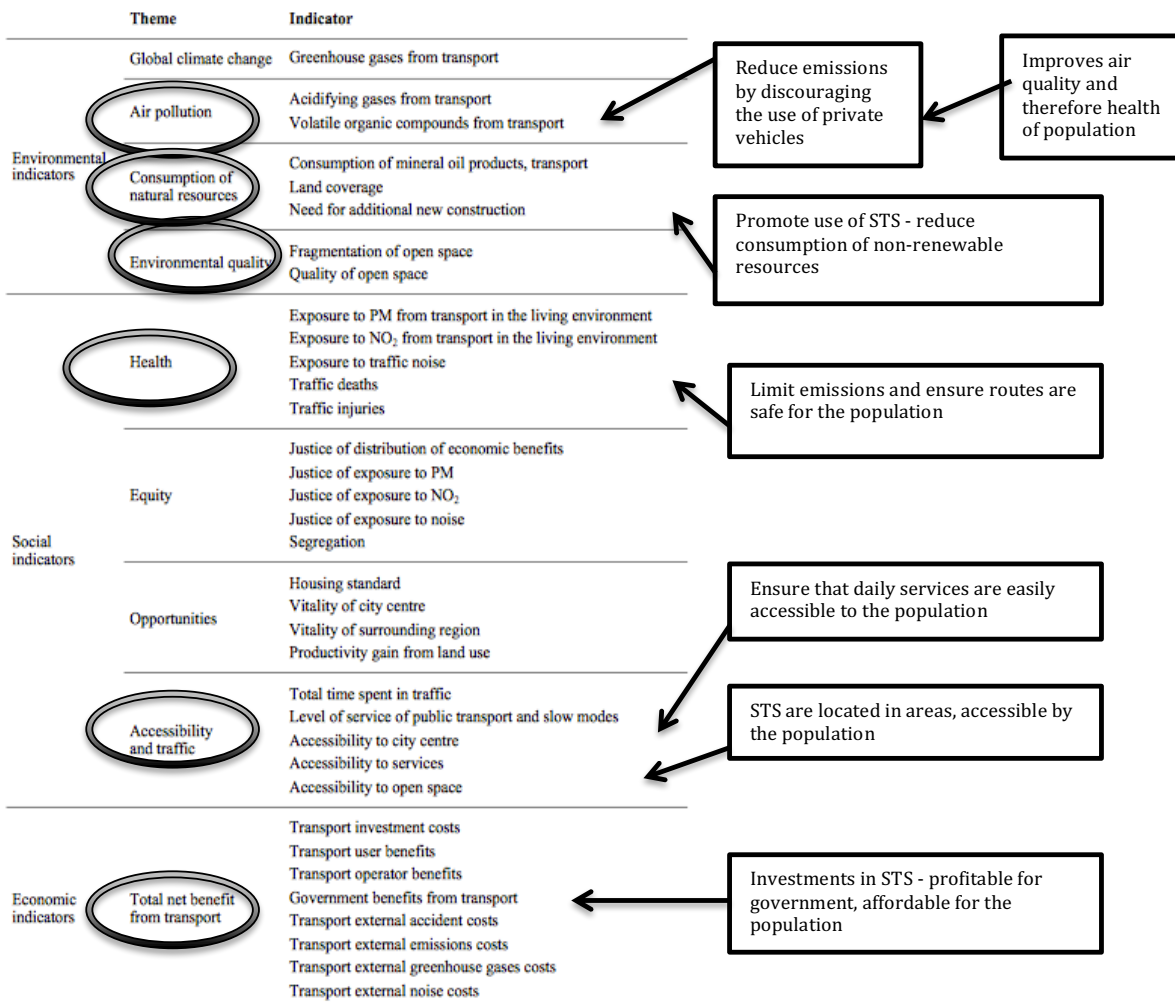 Theme Indicator
Global climate change Greenhouse gases from transport
Air pollution
Acidifying gases from transport
Volatile organic compounds from transport
Environmental
indicators
Consumption of
natural resources
Consumption of mineral oil products, transport
Land coverage
Need for additional new construction
Environmental quality
Fragmentation of open space
Quality of open space
Health
Exposure to PM from transport in the living environment
Exposure to NO₂ from transport in the living environment
Exposure to traffic noise
Traffic deaths
Traffic injuries
Social
indicators
Equity
Justice of distribution of economic benefits
Justice of exposure to PM
Justice of exposure to NO₂
Justice of exposure to noise
Segregation
Opportunities
Housing standard
Vitality of city centre
Vitality of surrounding region
Productivity gain from land use
Accessibility
and traffic
Total time spent in traffic
Level of service of public transport and slow modes
Accessibility to city centre
Accessibility to services
Accessibility to open space
Economic
indicators
Total net benefit
from transport
Transport investment costs
Transport user benefits
Transport operator benefits
Government benefits from transport
Transport external accident costs
Transport external emissions costs
Transport external greenhouse gases costs
Transport external noise costs
Reduce emissions
by discouraging
the use of private
vehicles
Improves air
quality and
therefore health
of population
Promote use of STS - reduce
consumption of non-renewable
resources
Limit emissions and ensure routes are
safe for the population
Ensure that daily services are easily
accessible to the population
STS are located in areas, accessible by
the population
Investments in STS - profitable for
government, affordable for the
population